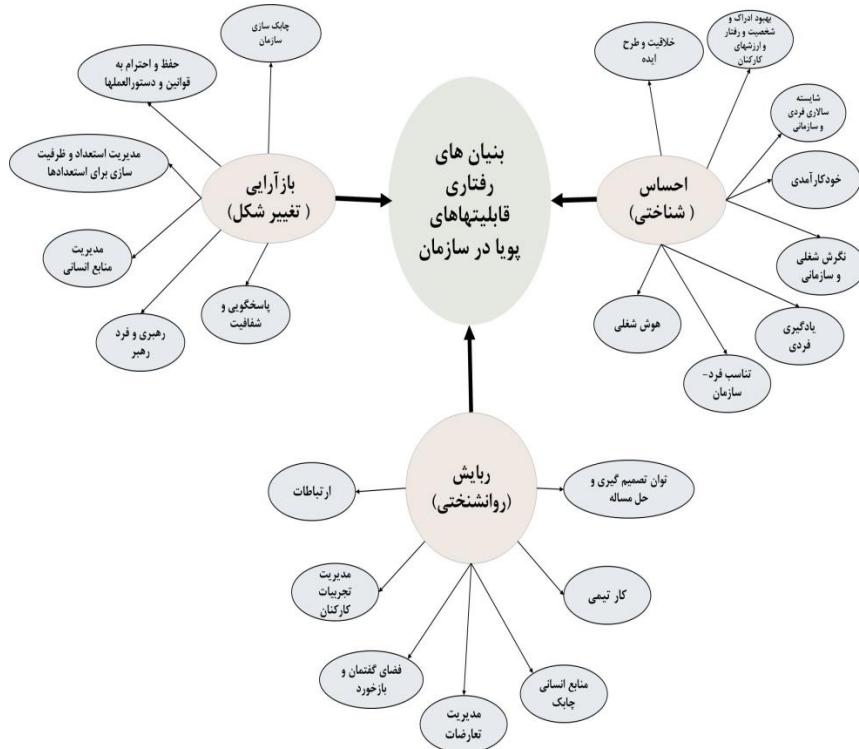 چابک سازی
سازمان
حفظ و احترام به
قوانین و دستورالعملها
مدیریت استعداد و ظرفیت
سازی برای استعدادها
مدیریت
منابع انسانی
رهبری و فرد
رهبر
پاسخگویی و
شفافیت
بازآرایی
( تغییر شکل)
بنیان های
رفتاری
قابلیتهاهای
پویا در سازمان
احساس
( شناختی)
خلاقیت و طرح
ایده
بهبود ادراک و
شخصیت و رفتار
و ارزشهای
کارکنان
شایسته
سالاری فردی
و سازمانی
خودکارآمدی
نگرش شغلی
و سازمانی
یادگیری
فردی
تناسب فرد-
سازمان
هوش شغلی
ربایش
(روانشنختی)
توان تصمیم گیری و
حل مساله
کار تیمی
منابع انسانی
چابک
مدیریت
تعارضات
فضای گفتمان و
بازخورد
مدیریت
تجربیات
کارکنان
ارتباطات